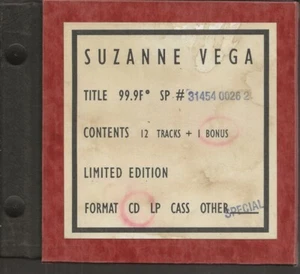 SUZANNE VEGA
TITLE 99.9F° SP # 31454 0026 2
CONTENTS 12 TRACKS + 1 BONUS
LIMITED EDITION
FORMAT CD LP CASS OTHER SPECIAL